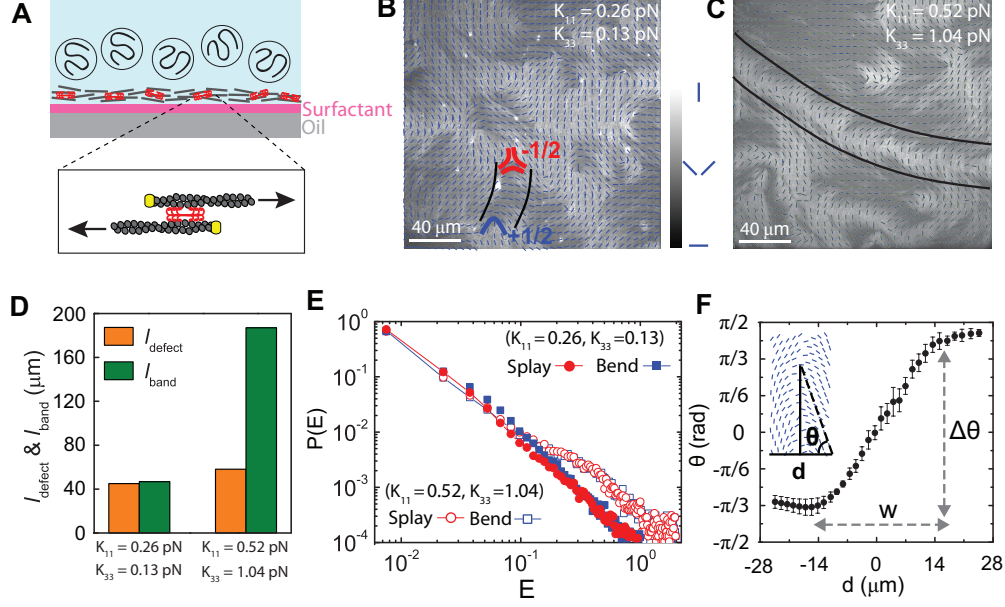 A
Surfactant
Oil
B
K11 = 0.26 pN
K33 = 0.13 pN
-1/2
+1/2
40 μm
C
K11 = 0.52 pN
K33 = 1.04 pN
40 μm
D
200
160
120
80
40
0
ldefect & lband (μm)
ldefect
lband
K11 = 0.26 pN
K33 = 0.13 pN
K11 = 0.52 pN
K33 = 1.04 pN
E
10^0
10^-1
10^-2
10^-3
10^-4
P(E)
(K11 = 0.26, K33 = 0.13)
Splay Bend
(K11 = 0.52, K33 = 1.04)
Splay Bend
10^-2 10^-1 10^0
E
F
π/2
π/3
π/6
0
-π/6
-π/3
-π/2
θ (rad)
θ
d
Δθ
w
-28 -14 0 14 28
d (μm)